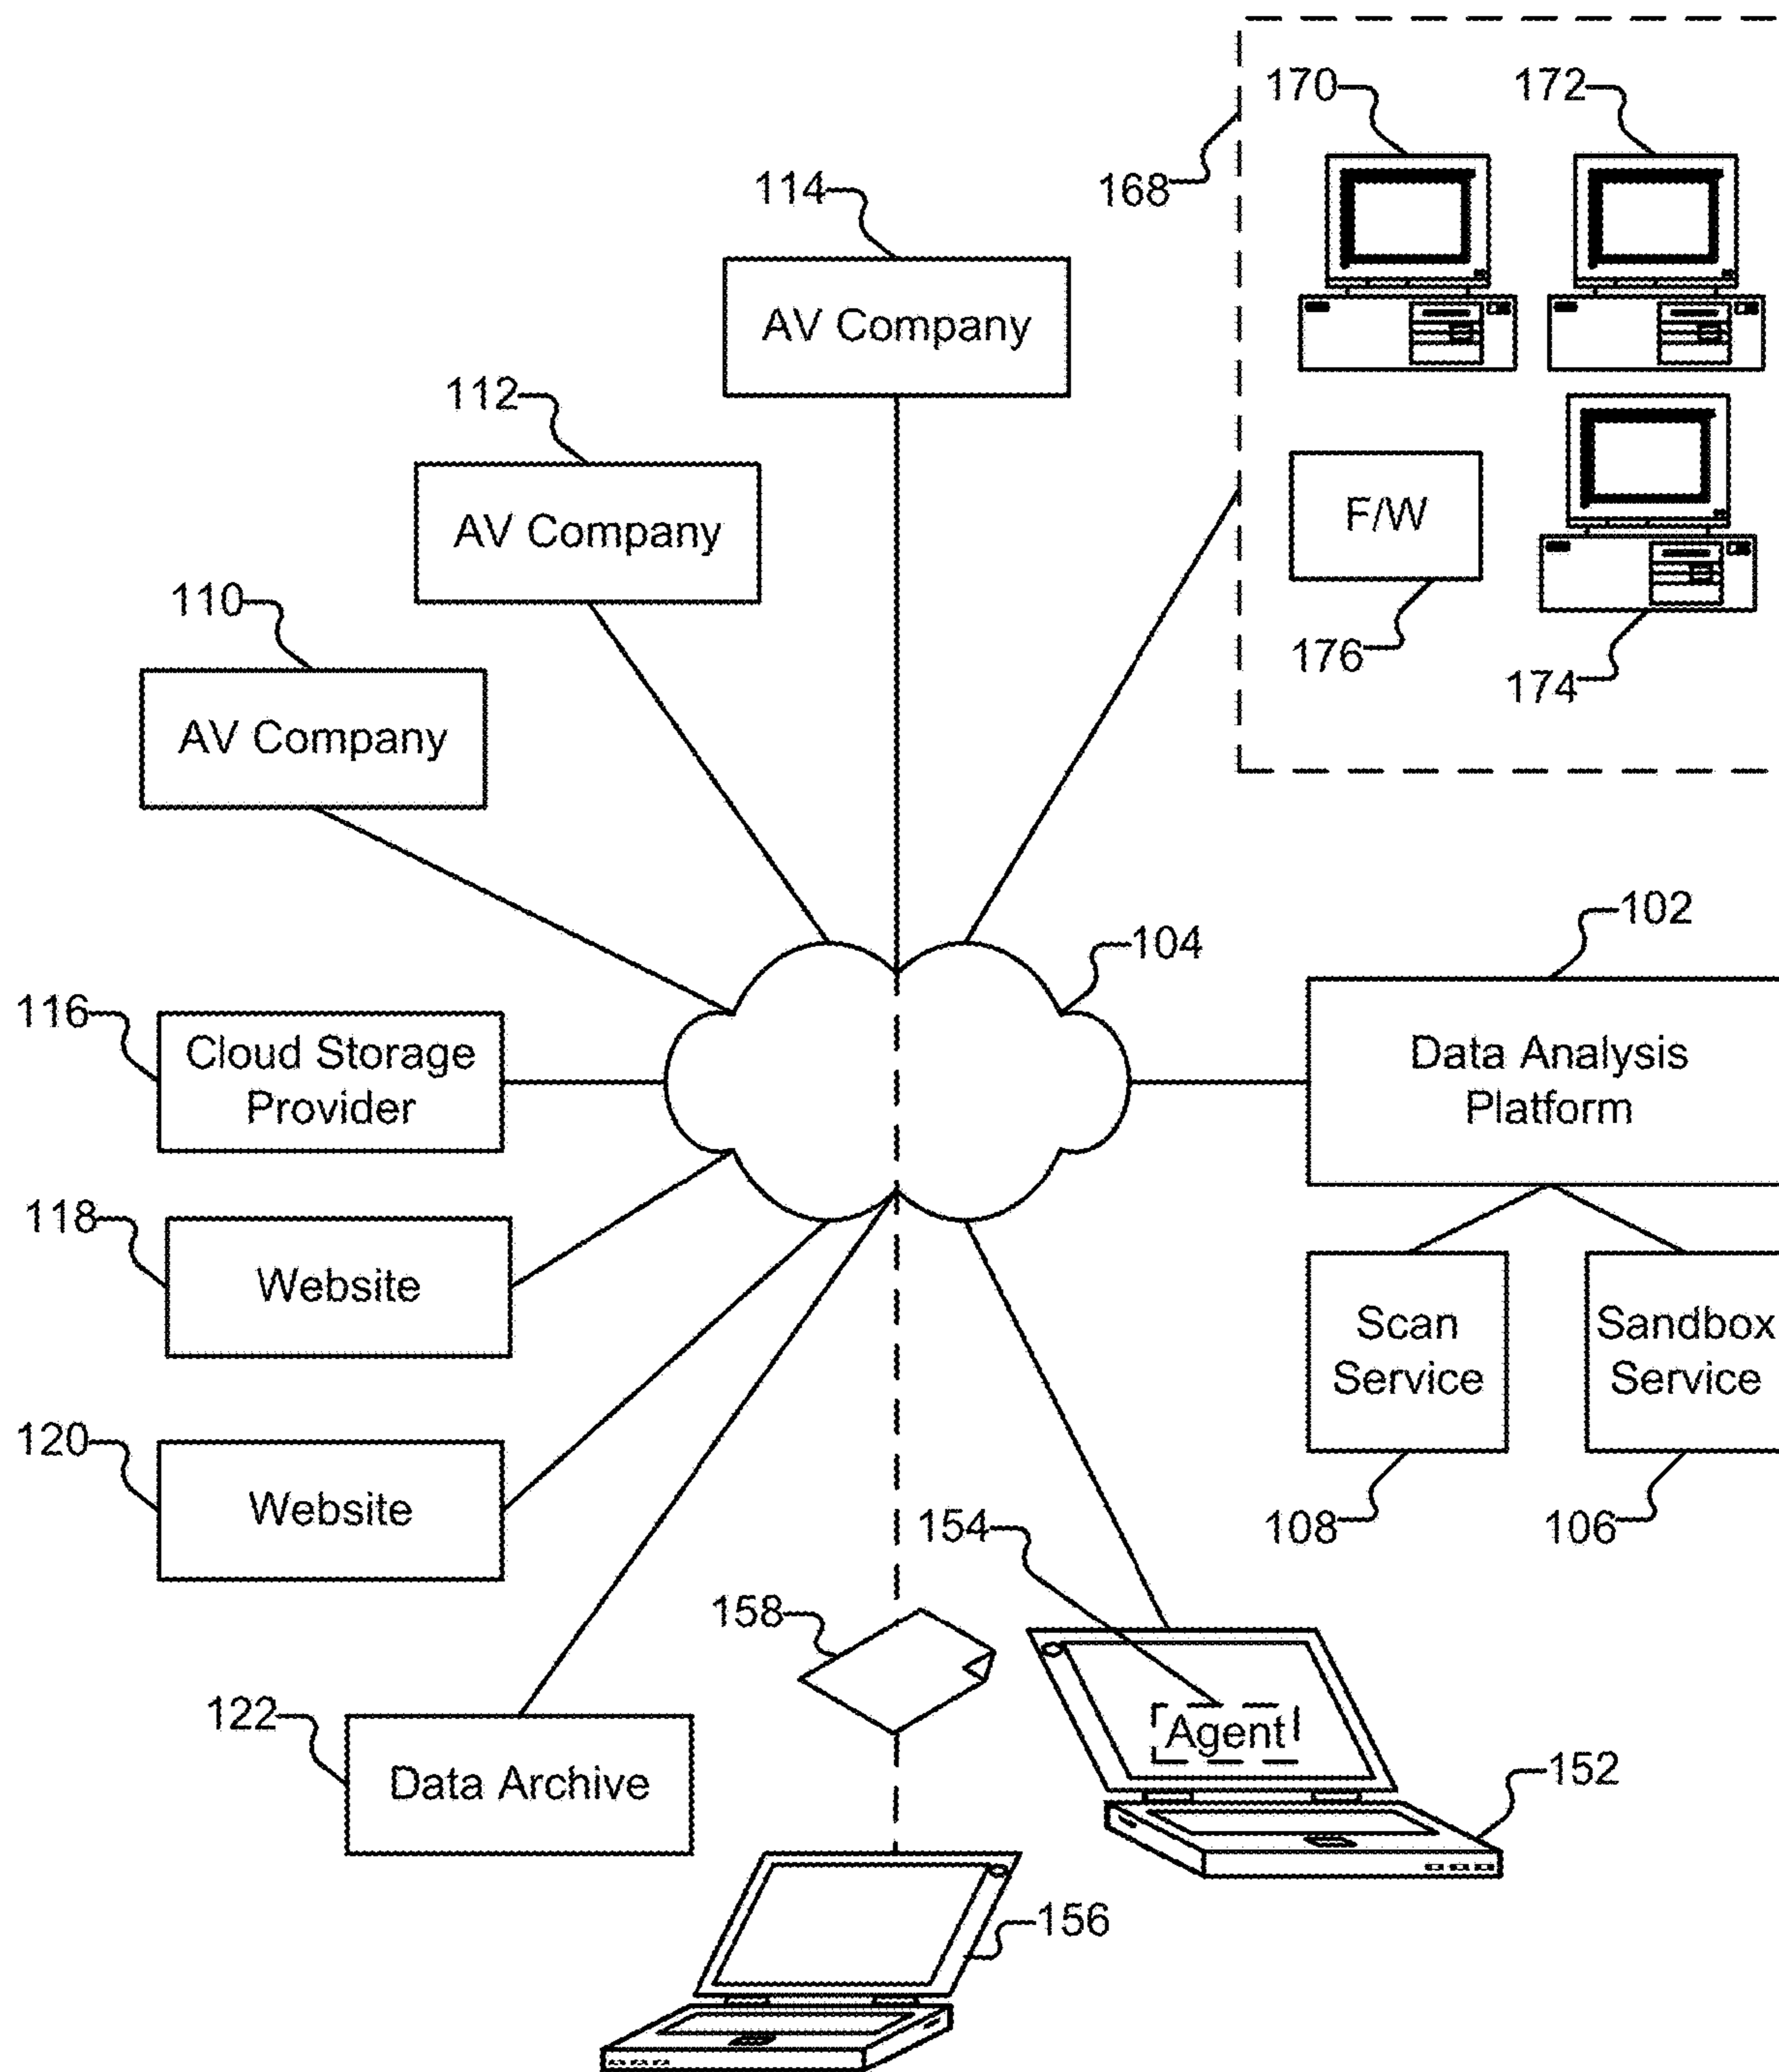 170
172
168
114
AV Company
112
AV Company
F/W
110
176
174
AV Company
102
104
116
Cloud Storage
Provider
Data Analysis
Platform
118
Website
Scan
Service
Sandbox
Service
120
Website
108
106
154
158
122
Agent
Data Archive
152
156